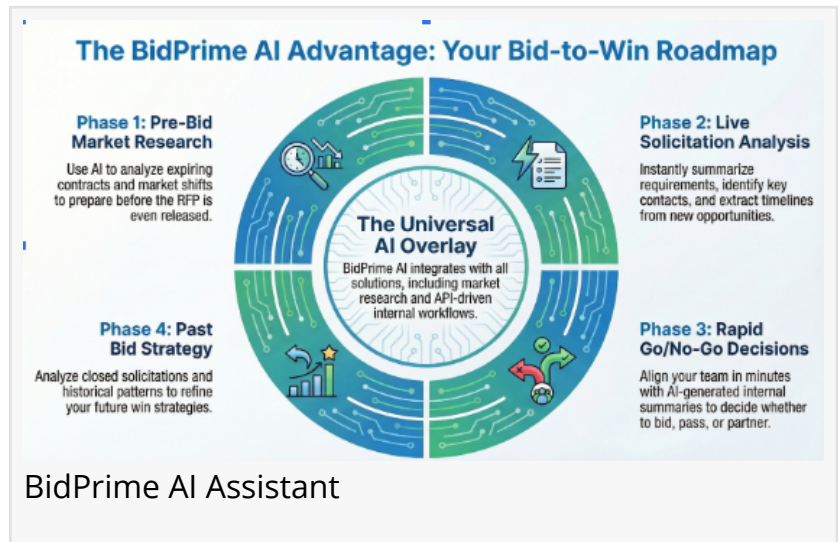 The BidPrime AI Advantage: Your Bid-to-Win Roadmap
Phase 1: Pre-Bid
Market Research
Use AI to analyze expiring
contracts and market shifts
to prepare before the RFP is
even released.
Phase 2: Live
Solicitation Analysis
Instantly summarize
requirements, identify key
contacts, and extract timelines
from new opportunities.
The Universal
AI Overlay
BidPrime AI integrates with all
solutions, including market
research and API-driven
internal workflows.
Phase 4: Past
Bid Strategy
Analyze closed solicitations and
historical patterns to refine
your future win strategies.
Phase 3: Rapid
Go/No-Go Decisions
Align your team in minutes
with AI-generated internal
summaries to decide whether
to bid, pass, or partner.
BidPrime AI Assistant